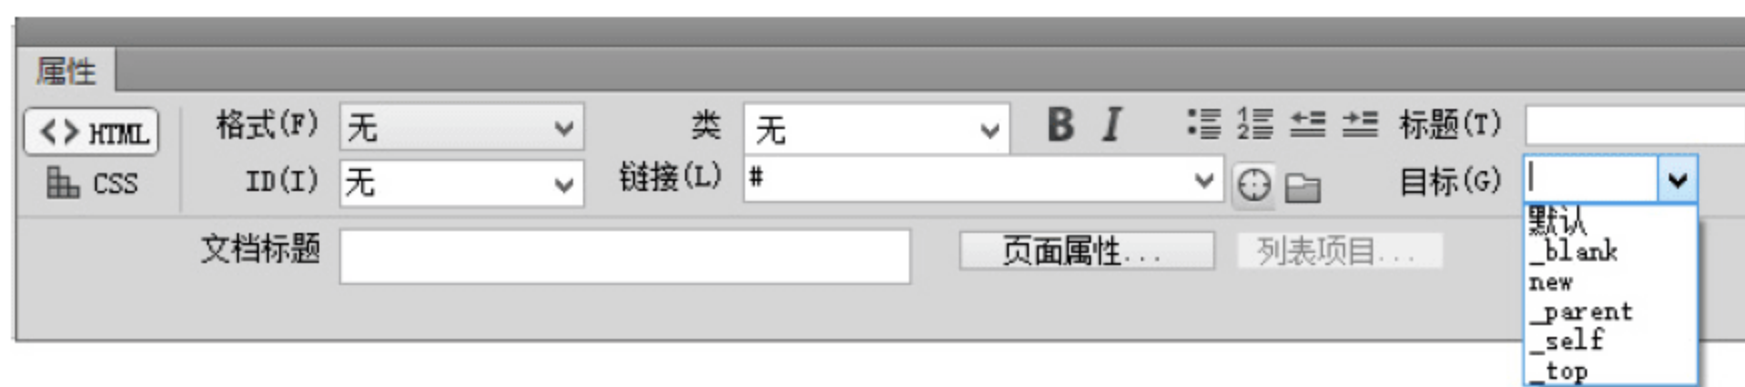 属性
<> HTML 格式(F) 无 类 无 B I 标题(T)
CSS ID(I) 无 链接(L) # 目标(G)
默认
_blank
new
_parent
_self
_top
文档标题 页面属性... 列表项目...